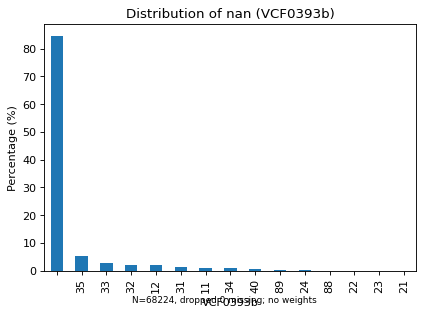 Distribution of nan (VCF0393b)
Percentage (%)
80
70
60
50
40
30
20
10
0
35 33 32 12 31 11 34 40 89 24 88 22 23 21
VCF0393b
N=68224, dropped 0 missing; no weights